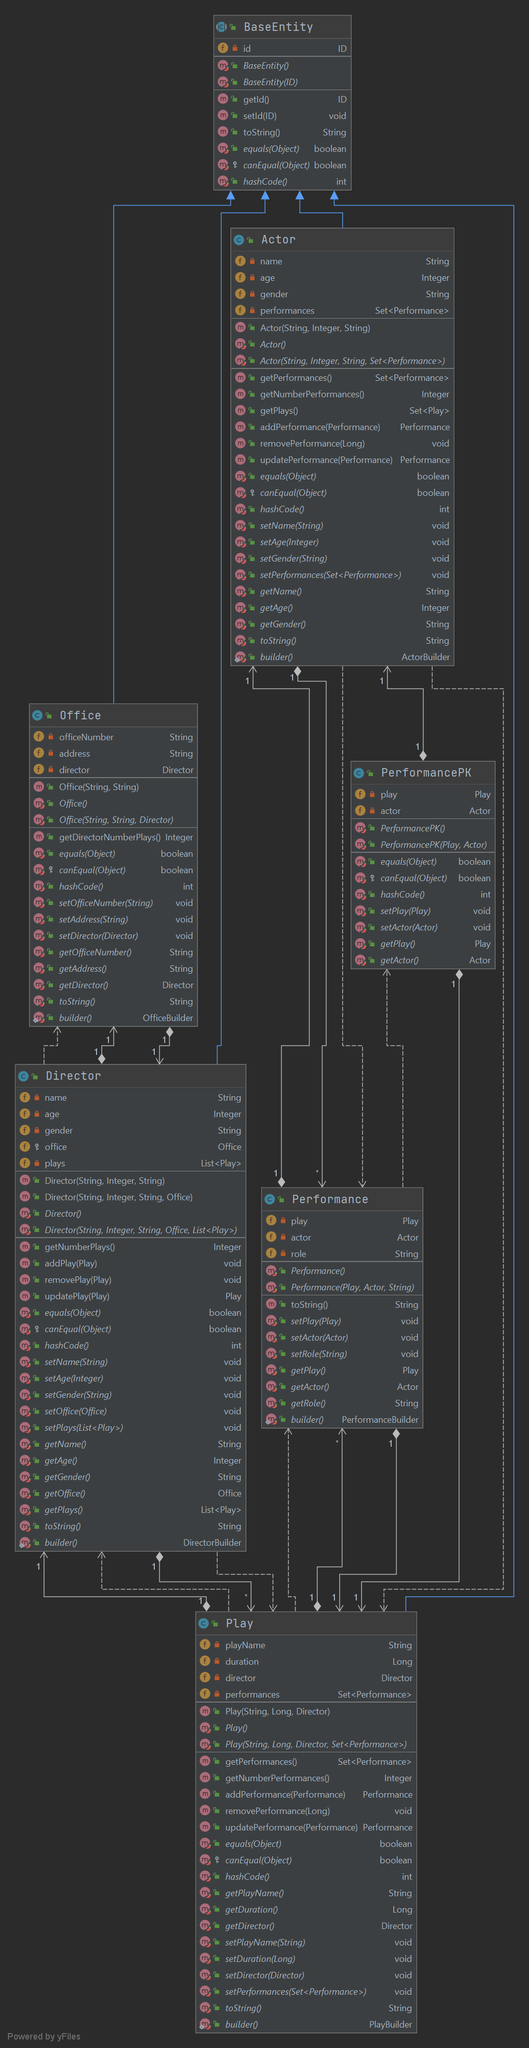 BaseEntity
id ID
BaseEntity()
BaseEntity(ID)
getId() ID
setId(ID) void
toString() String
equals(Object) boolean
canEqual(Object) boolean
hashCode() int
Actor
name String
age Integer
gender String
performances Set<Performance>
Actor(String, Integer, String)
Actor()
Actor(String, Integer, String, Set<Performance>)
getPerformances() Set<Performance>
getNumberPerformances() Integer
getPlays() Set<Play>
addPerformance(Performance) Performance
removePerformance(Long) void
updatePerformance(Performance) Performance
equals(Object) boolean
canEqual(Object) boolean
hashCode() int
setName(String) void
setAge(Integer) void
setGender(String) void
setPerformances(Set<Performance>) void
getName() String
getAge() Integer
getGender() String
toString() String
builder() ActorBuilder
1 1 1
Office
officeNumber String
address String
director Director
Office(String, String)
Office()
Office(String, String, Director)
getDirectorNumberPlays() Integer
equals(Object) boolean
canEqual(Object) boolean
hashCode() int
setOfficeNumber(String) void
setAddress(String) void
setDirector(Director) void
getOfficeNumber() String
getAddress() String
getDirector() Director
toString() String
builder() OfficeBuilder
1
PerformancePK
play Play
actor Actor
PerformancePK()
PerformancePK(Play, Actor)
equals(Object) boolean
canEqual(Object) boolean
hashCode() int
setPlay(Play) void
setActor(Actor) void
getPlay() Play
getActor() Actor
1
1 1
1 1
Director
name String
age Integer
gender String
office Office
plays List<Play>
Director(String, Integer, String)
Director(String, Integer, String, Office)
Director()
Director(String, Integer, String, Office, List<Play>)
getNumberPlays() Integer
addPlay(Play) void
removePlay(Play) void
updatePlay(Play) Play
equals(Object) boolean
canEqual(Object) boolean
hashCode() int
setName(String) void
setAge(Integer) void
setGender(String) void
setOffice(Office) void
setPlays(List<Play>) void
getName() String
getAge() Integer
getGender() String
getOffice() Office
getPlays() List<Play>
toString() String
builder() DirectorBuilder
1 *
Performance
play Play
actor Actor
role String
Performance()
Performance(Play, Actor, String)
toString() String
setPlay(Play) void
setActor(Actor) void
setRole(String) void
getPlay() Play
getActor() Actor
getRole() String
builder() PerformanceBuilder
* 1
1 1
1 * 1 1 1
Play
playName String
duration Long
director Director
performances Set<Performance>
Play(String, Long, Director)
Play()
Play(String, Long, Director, Set<Performance>)
getPerformances() Set<Performance>
getNumberPerformances() Integer
addPerformance(Performance) Performance
removePerformance(Long) void
updatePerformance(Performance) Performance
equals(Object) boolean
canEqual(Object) boolean
hashCode() int
getPlayName() String
getDuration() Long
getDirector() Director
setPlayName(String) void
setDuration(Long) void
setDirector(Director) void
setPerformances(Set<Performance>) void
toString() String
builder() PlayBuilder
Powered by yFiles